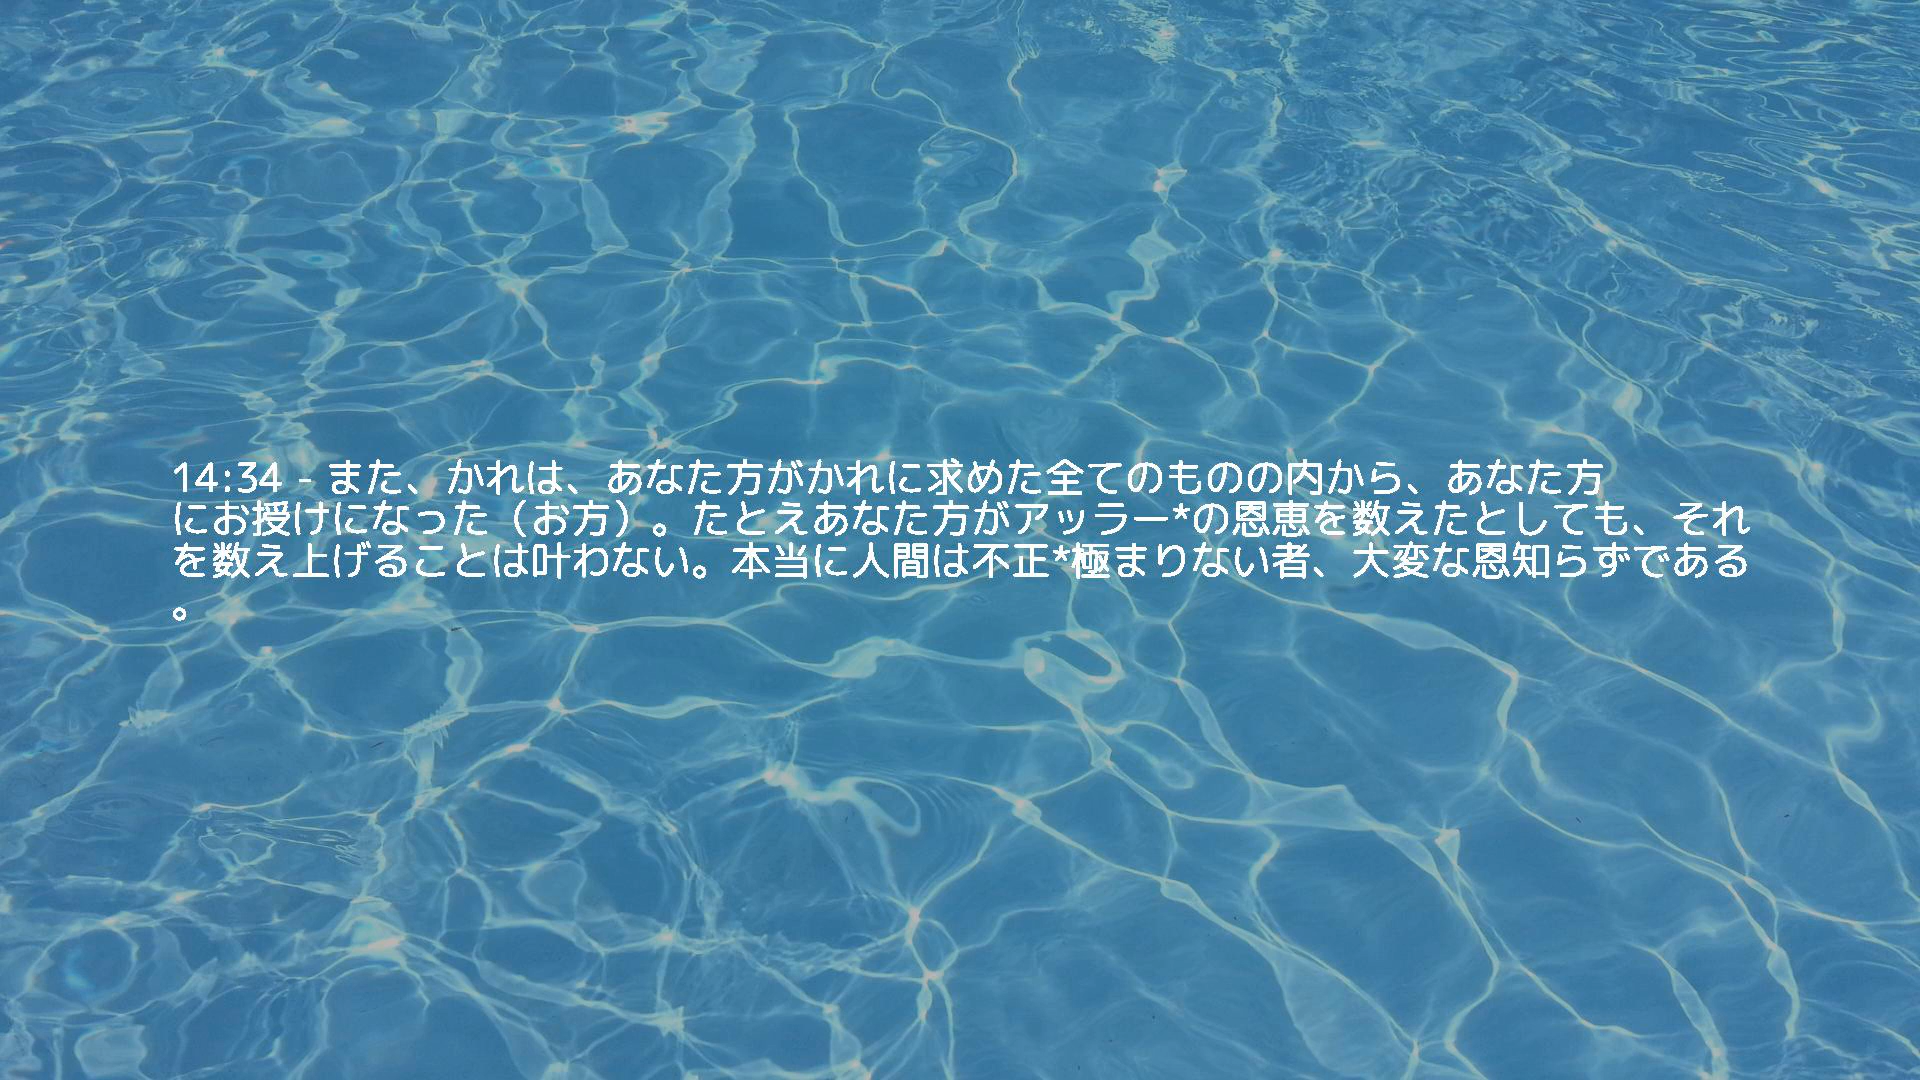 14:34 - また、かれは、あなた方がかれに求めた全てのものの内から、あなた方
にお授けになった（お方）。たとえあなた方がアッラー*の恩恵を数えたとしても、それ
を数え上げることは叶わない。本当に人間は不正*極まりない者、大変な恩知らずである
。